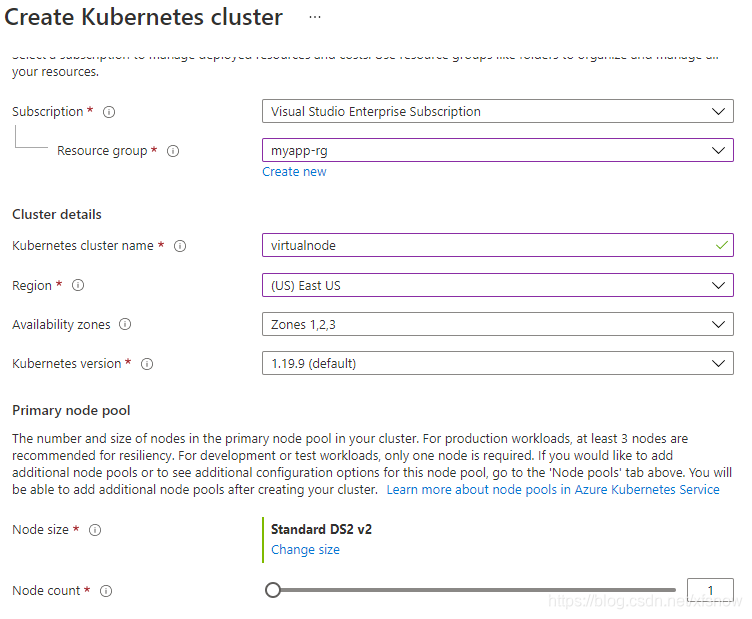 Create Kubernetes cluster ...
Select a subscription to manage deployed resources and costs. Use resource groups like folders to organize and manage all
your resources.
Subscription * Visual Studio Enterprise Subscription
Resource group * myapp-rg
Create new
Cluster details
Kubernetes cluster name * virtualnode
Region * (US) East US
Availability zones Zones 1,2,3
Kubernetes version * 1.19.9 (default)
Primary node pool
The number and size of nodes in the primary node pool in your cluster. For production workloads, at least 3 nodes are
recommended for resiliency. For development or test workloads, only one node is required. If you would like to add
additional node pools or to see additional configuration options for this node pool, go to the 'Node pools' tab above. You will
be able to add additional node pools after creating your cluster. Learn more about node pools in Azure Kubernetes Service
Node size * Standard DS2 v2
Change size
Node count * 1